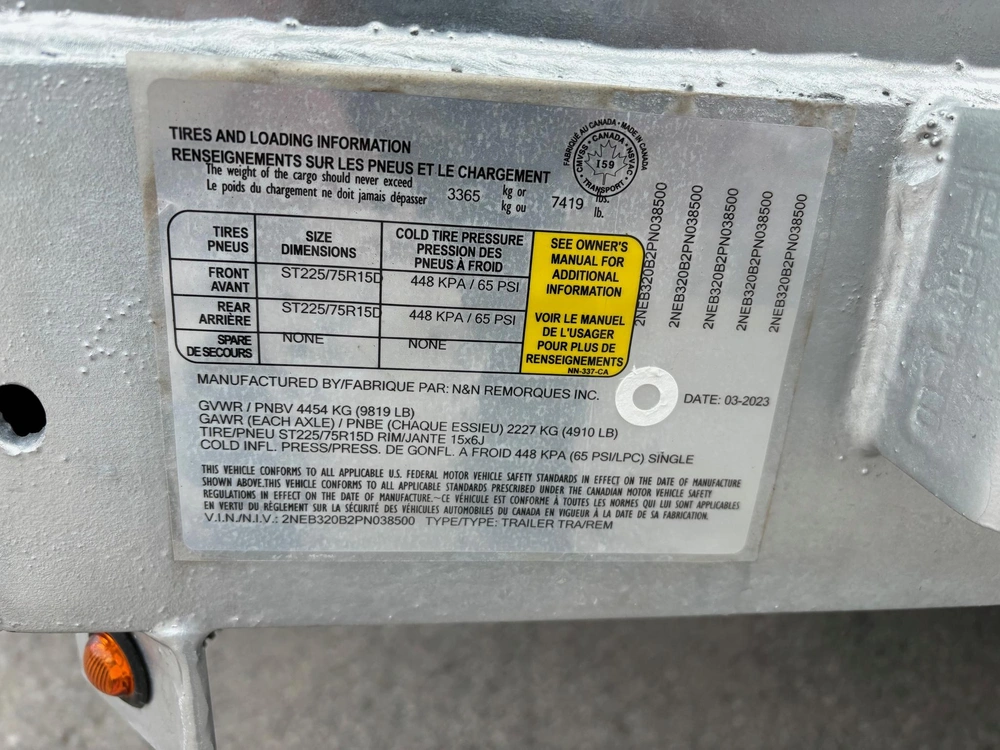 TIRES AND LOADING INFORMATION
RENSEIGNEMENTS SUR LES PNEUS ET LE CHARGEMENT
The weight of the cargo should never exceed 3365 kg or 7419 lbs.
Le poids du chargement ne doit jamais dépasser kg ou lb.
FABRIQUÉ AU CANADA • MADE IN CANADA
CANADA
CMVSS • NSVAC
159
TRANSPORT
TIRES PNEUS
SIZE DIMENSIONS
COLD TIRE PRESSURE PRESSION DES PNEUS À FROID
FRONT AVANT
ST225/75R15D
448 KPA / 65 PSI
REAR ARRIÈRE
ST225/75R15D
448 KPA / 65 PSI
SPARE DE SECOURS
NONE
NONE
SEE OWNER'S
MANUAL FOR
ADDITIONAL
INFORMATION
VOIR LE MANUEL
DE L'USAGER
POUR PLUS DE
RENSEIGNEMENTS
NN-337-CA
2NEB320B2PN038500
2NEB320B2PN038500
2NEB320B2PN038500
2NEB320B2PN038500
2NEB320B2PN038500
MANUFACTURED BY/FABRIQUE PAR: N&N REMORQUES INC.
DATE: 03-2023
GVWR / PNBV 4454 KG (9819 LB)
GAWR (EACH AXLE) / PNBE (CHAQUE ESSIEU) 2227 KG (4910 LB)
TIRE/PNEU ST225/75R15D RIM/JANTE 15x6J
COLD INFL. PRESS/PRESS. DE GONFL. A FROID 448 KPA (65 PSI/LPC) SINGLE
THIS VEHICLE CONFORMS TO ALL APPLICABLE U.S. FEDERAL MOTOR VEHICLE SAFETY STANDARDS IN EFFECT ON THE DATE OF MANUFACTURE
SHOWN ABOVE.THIS VEHICLE CONFORMS TO ALL APPLICABLE STANDARDS PRESCRIBED UNDER THE CANADIAN MOTOR VEHICLE SAFETY
REGULATIONS IN EFFECT ON THE DATE OF MANUFACTURE.~CE VÉHICULE EST CONFORME À TOUTES LES NORMES QUI LUI SONT APPLICABLES
EN VERTU DU RÈGLEMENT SUR LA SÉCURITÉ DES VÉHICULES AUTOMOBILES DU CANADA EN VIGUEUR À LA DATE DE SA FABRICATION.
V.I.N./N.I.V.: 2NEB320B2PN038500 TYPE/TYPE: TRAILER TRA/REM